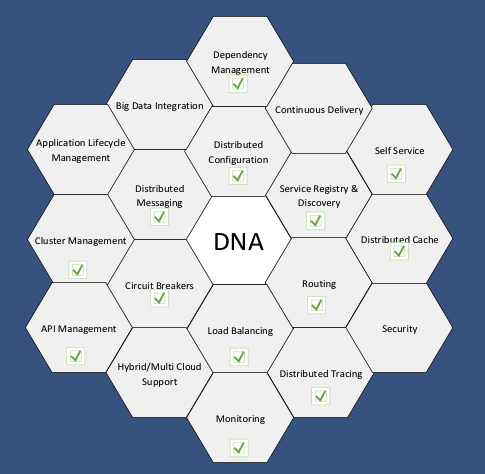 Dependency
Management
Big Data Integration
Continuous Delivery
Application Lifecycle
Management
Distributed
Configuration
Self Service
Distributed
Messaging
Service Registry &
Discovery
Cluster Management
DNA
Distributed Cache
Circuit Breakers
Routing
API Management
Load Balancing
Security
Hybrid/Multi Cloud
Support
Distributed Tracing
Monitoring